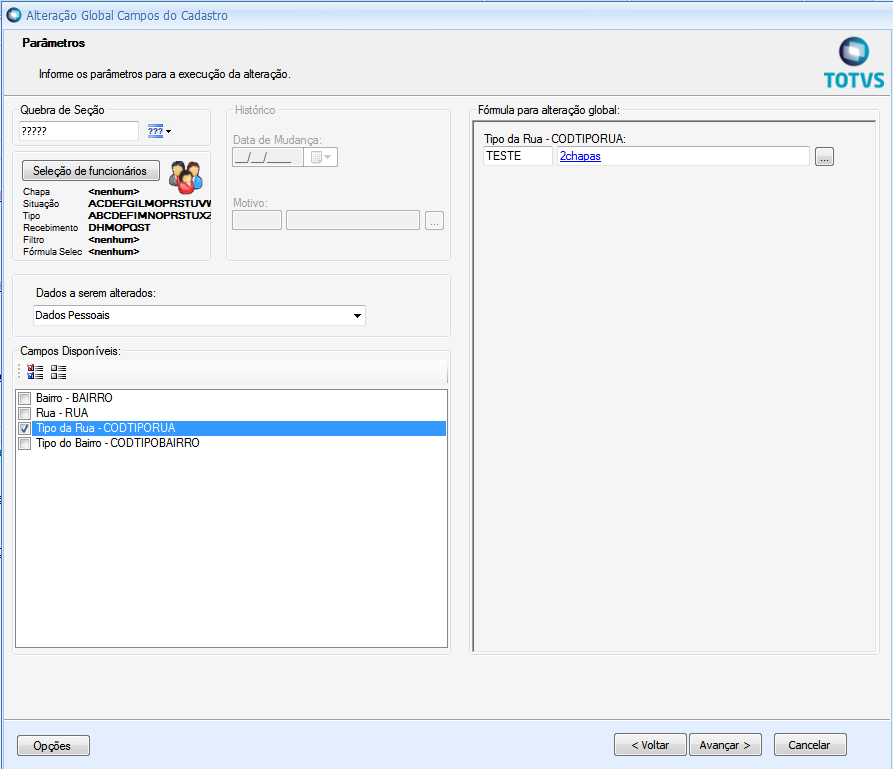 Alteração Global Campos do Cadastro
Parâmetros
Informe os parâmetros para a execução da alteração.
TOTVS
Quebra de Seção
?????
???
Seleção de funcionários
Chapa <nenhum>
Situação ACDEFGILMOPRSTUVW
Tipo ABCDEFIMNOPRSTUXZ
Recebimento DHMOPQST
Filtro <nenhum>
Fórmula Selec <nenhum>
Histórico
Data de Mudança:
__/__/____
Motivo:
...
Dados a serem alterados:
Dados Pessoais
Campos Disponíveis:
Bairro - BAIRRO
Rua - RUA
Tipo da Rua - CODTIPORUA
Tipo do Bairro - CODTIPOBAIRRO
Fórmula para alteração global:
Tipo da Rua - CODTIPORUA:
TESTE 2chapas ...
Opções < Voltar Avançar > Cancelar